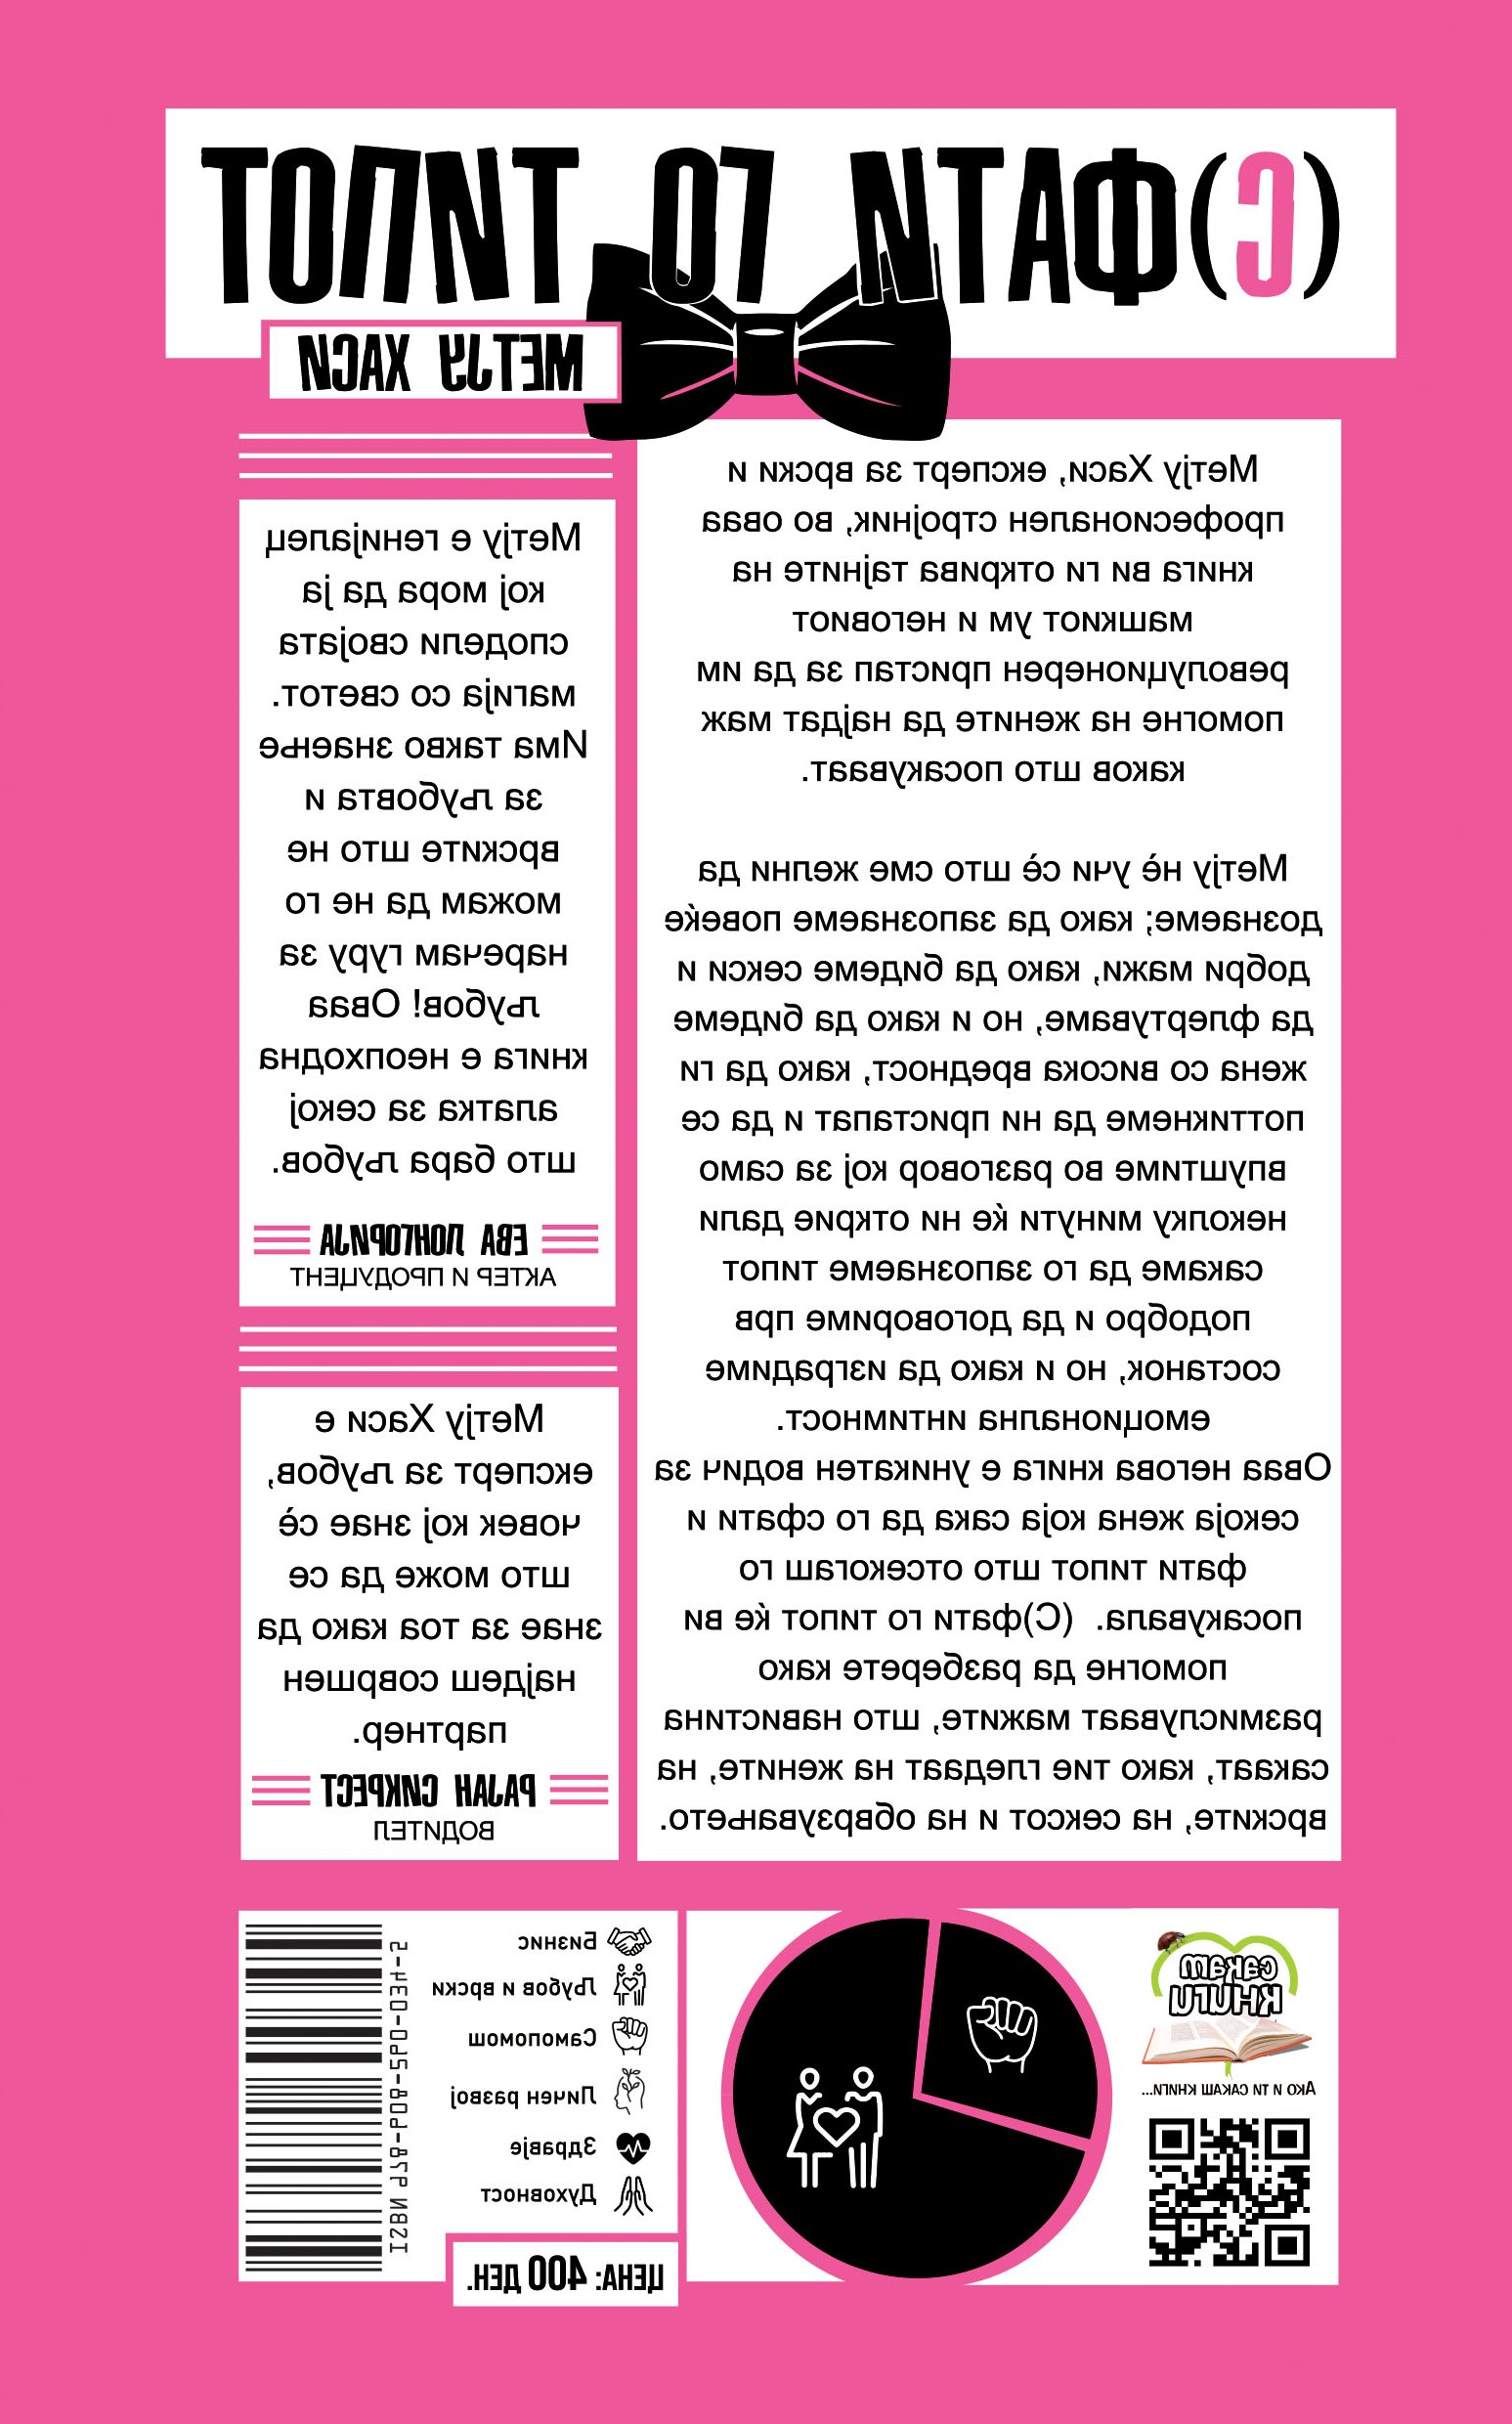 (С)ФАТИ ГО ТИПОТ
МЕТЈУ ХАСИ
Метју Хаси, експерт за врски и
професионален стројник, во оваа
книга ви ги открива тајните на
машкиот ум и неговиот
револуционерен пристап за да им
помогне на жените да најдат маж
каков што посакуваат.
Метју нѐ учи сѐ што сме желни да
дознаеме; како да запознаеме повеќе
добри мажи, како да бидеме секси и
да флертуваме, но и како да бидеме
жена со висока вредност, како да ги
поттикнеме да ни пристапат и да се
впуштиме во разговор кој за само
неколку минути ќе ни открие дали
сакаме да го запознаеме типот
подобро и да договориме прв
состанок, но и како да изградиме
емоционална интимност.
Оваа негова книга е уникатен водич за
секоја жена која сака да го сфати и
фати типот што отсекогаш го
посакувала. (С)фати го типот ќе ви
помогне да разберете како
размислуваат мажите, што навистина
сакаат, како тие гледаат на жените, на
врските, на сексот и на обврзувањето.
Метју е генијалец
кој мора да ја
сподели својата
магија со светот.
Има такво знаење
за љубовта и
врските што не
можам да не го
наречам гуру за
љубов! Оваа
книга е неопходна
алатка за секој
што бара љубов.
ЕВА ЛОНГОРИЈА
АКТЕР И ПРОДУЦЕНТ
Метју Хаси е
експерт за љубов,
човек кој знае сѐ
што може да се
знае за тоа како да
најдеш совршен
партнер.
РАЈАН СИКРЕСТ
ВОДИТЕЛ
сакам
книги
Ако и ти сакаш книги...
Бизнис
Љубов и врски
Самопомош
Личен развој
Здравје
Духовност
ЦЕНА: 400 ДЕН.
ISBN 978-608-260-034-5